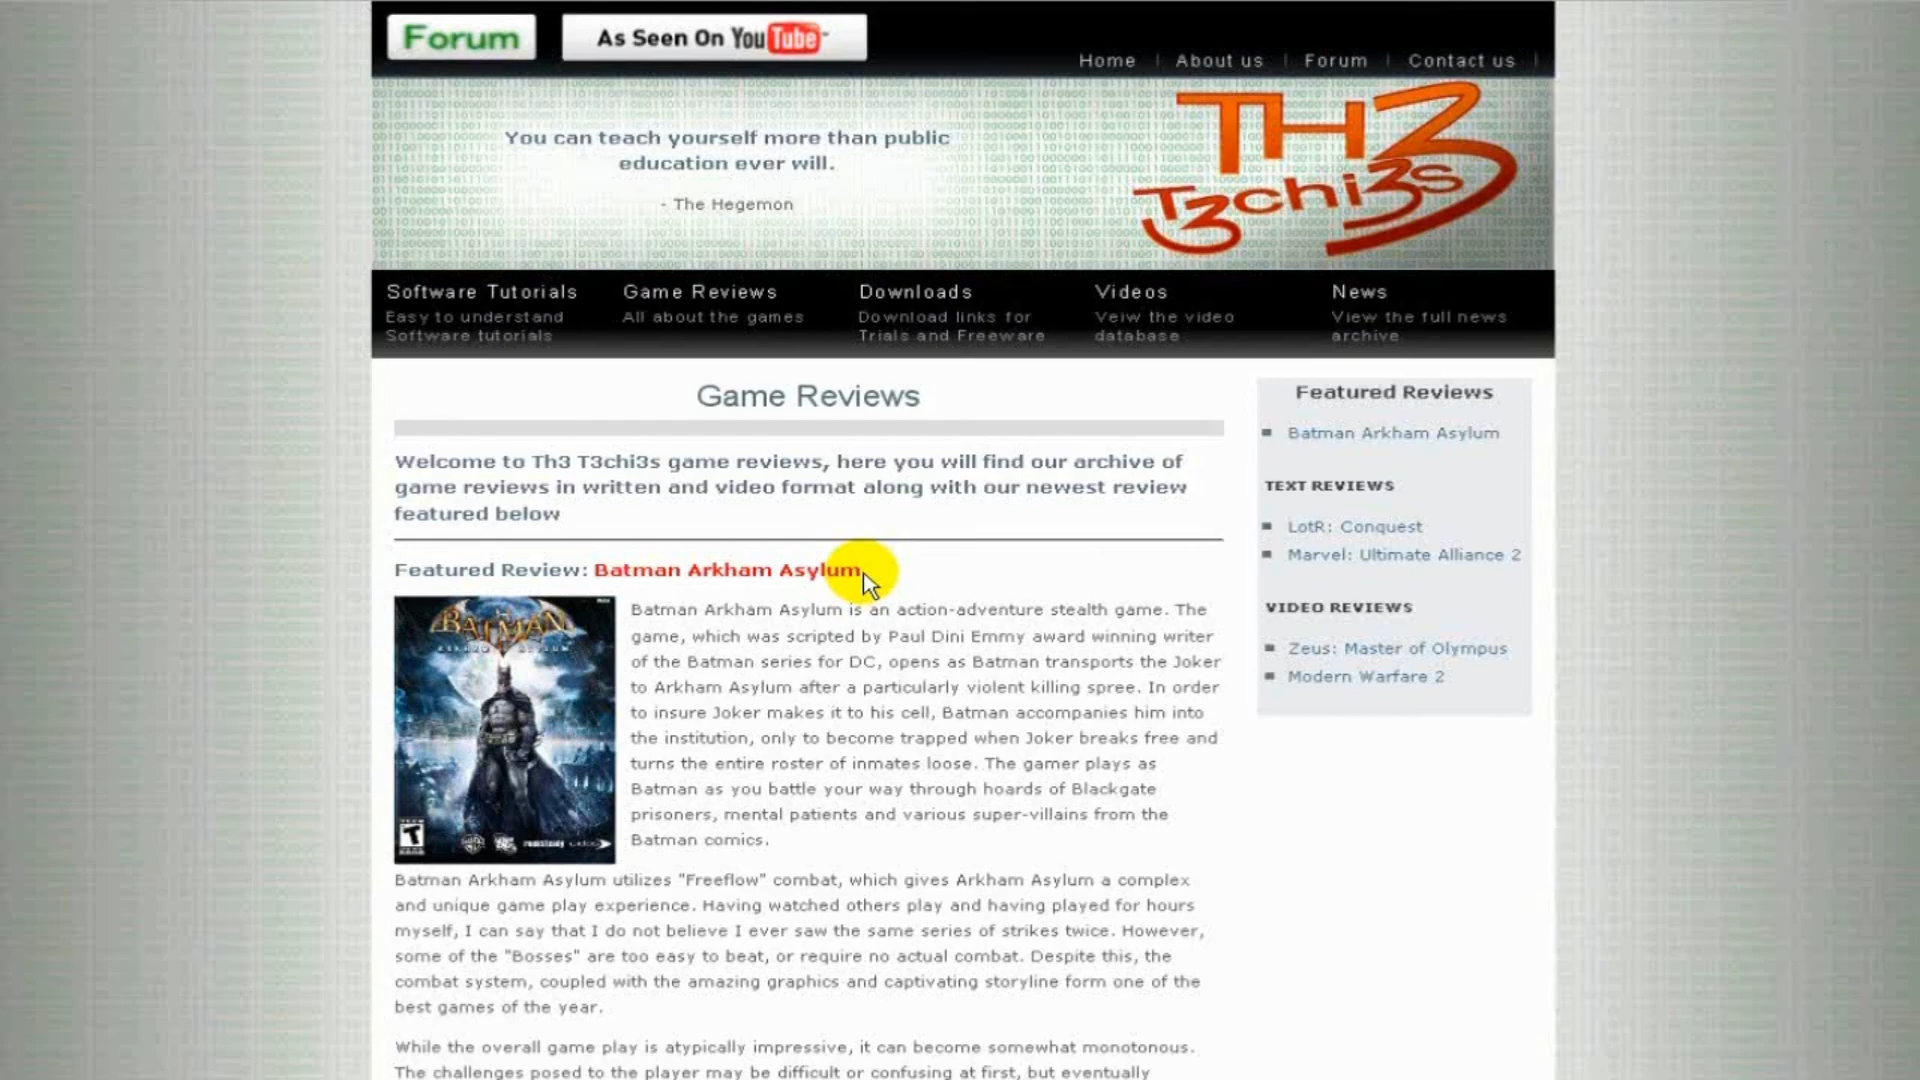 Forum
As Seen On YouTube
Home
About us
Forum
Contact us
You can teach yourself more than public
education ever will.
- The Hegemon
TH3
T3chi3s
Software Tutorials
Easy to understand
Software tutorials
Game Reviews
All about the games
Downloads
Download links for
Trials and Freeware
Videos
Veiw the video
database
News
View the full news
archive
Game Reviews
Welcome to Th3 T3chi3s game reviews, here you will find our archive of
game reviews in written and video format along with our newest review
featured below
Featured Review: Batman Arkham Asylum
BATMAN
ARKHAM ASYLUM
T
Batman Arkham Asylum is an action-adventure stealth game. The
game, which was scripted by Paul Dini Emmy award winning writer
of the Batman series for DC, opens as Batman transports the Joker
to Arkham Asylum after a particularly violent killing spree. In order
to insure Joker makes it to his cell, Batman accompanies him into
the institution, only to become trapped when Joker breaks free and
turns the entire roster of inmates loose. The gamer plays as
Batman as you battle your way through hoards of Blackgate
prisoners, mental patients and various super-villains from the
Batman comics.
Batman Arkham Asylum utilizes "Freeflow" combat, which gives Arkham Asylum a complex
and unique game play experience. Having watched others play and having played for hours
myself, I can say that I do not believe I ever saw the same series of strikes twice. However,
some of the "Bosses" are too easy to beat, or require no actual combat. Despite this, the
combat system, coupled with the amazing graphics and captivating storyline form one of the
best games of the year.
While the overall game play is atypically impressive, it can become somewhat monotonous.
The challenges posed to the player may be difficult or confusing at first, but eventually
Featured Reviews
Batman Arkham Asylum
TEXT REVIEWS
LotR: Conquest
Marvel: Ultimate Alliance 2
VIDEO REVIEWS
Zeus: Master of Olympus
Modern Warfare 2